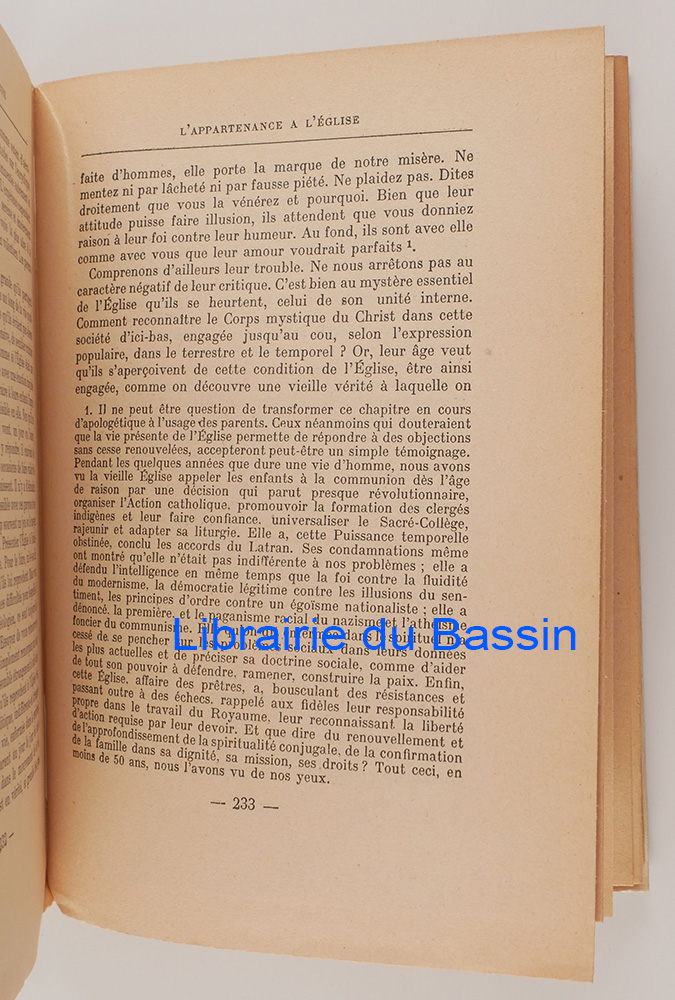 L'APPARTENANCE A L'ÉGLISE
faite d'hommes, elle porte la marque de notre misère. Ne
mentez ni par lâcheté ni par fausse piété. Ne plaidez pas. Dites
droitement que vous la vénérez et pourquoi. Bien que leur
attitude puisse faire illusion, ils attendent que vous donniez
raison à leur foi contre leur humeur. Au fond, ils sont avec elle
comme avec vous que leur amour voudrait parfaits 1.
Comprenons d'ailleurs leur trouble. Ne nous arrêtons pas au
caractère négatif de leur critique. C'est bien au mystère essentiel
de l'Église qu'ils se heurtent, celui de son unité interne.
Comment reconnaître le Corps mystique du Christ dans cette
société d'ici-bas, engagée jusqu'au cou, selon l'expression
populaire, dans le terrestre et le temporel ? Or, leur âge veut
qu'ils s'aperçoivent de cette condition de l'Église, être ainsi
engagée, comme on découvre une vieille vérité à laquelle on
1. Il ne peut être question de transformer ce chapitre en cours
d'apologétique à l'usage des parents. Ceux néanmoins qui douteraient
que la vie présente de l'Église permette de répondre à des objections
sans cesse renouvelées, accepteront peut-être un simple témoignage.
Pendant les quelques années que dure une vie d'homme, nous avons
vu la vieille Église appeler les enfants à la communion dès l'âge
de raison par une décision qui parut presque révolutionnaire,
organiser l'Action catholique, promouvoir la formation des clergés
indigènes et leur faire confiance, universaliser le Sacré-Collège,
rajeunir et adapter sa liturgie. Elle a, cette Puissance temporelle
obstinée, conclu les accords du Latran. Ses condamnations même
ont montré qu'elle n'était pas indifférente à nos problèmes ; elle a
défendu l'intelligence en même temps que la foi contre la fluidité
du modernisme, la démocratie légitime contre les illusions du sen-
timent, les principes d'ordre contre un égoïsme nationaliste ; elle a
dénoncé, la première, et le paganisme racial du nazisme et l'athéisme
foncier du communisme.
cessé de se pencher sur les problèmes sociaux dans leurs données
les plus actuelles et de préciser sa doctrine sociale, comme d'aider
de tout son pouvoir à défendre, ramener, construire la paix. Enfin,
cette Église, affaire des prêtres, a, bousculant des résistances et
passant outre à des échecs, rappelé aux fidèles leur responsabilité
propre dans le travail du Royaume, leur reconnaissant la liberté
d'action requise par leur devoir. Et que dire du renouvellement et
de l'approfondissement de la spiritualité conjugale, de la confirmation
de la famille dans sa dignité, sa mission, ses droits ? Tout ceci, en
moins de 50 ans, nous l'avons vu de nos yeux.
— 233 —
Librairie du Bassin